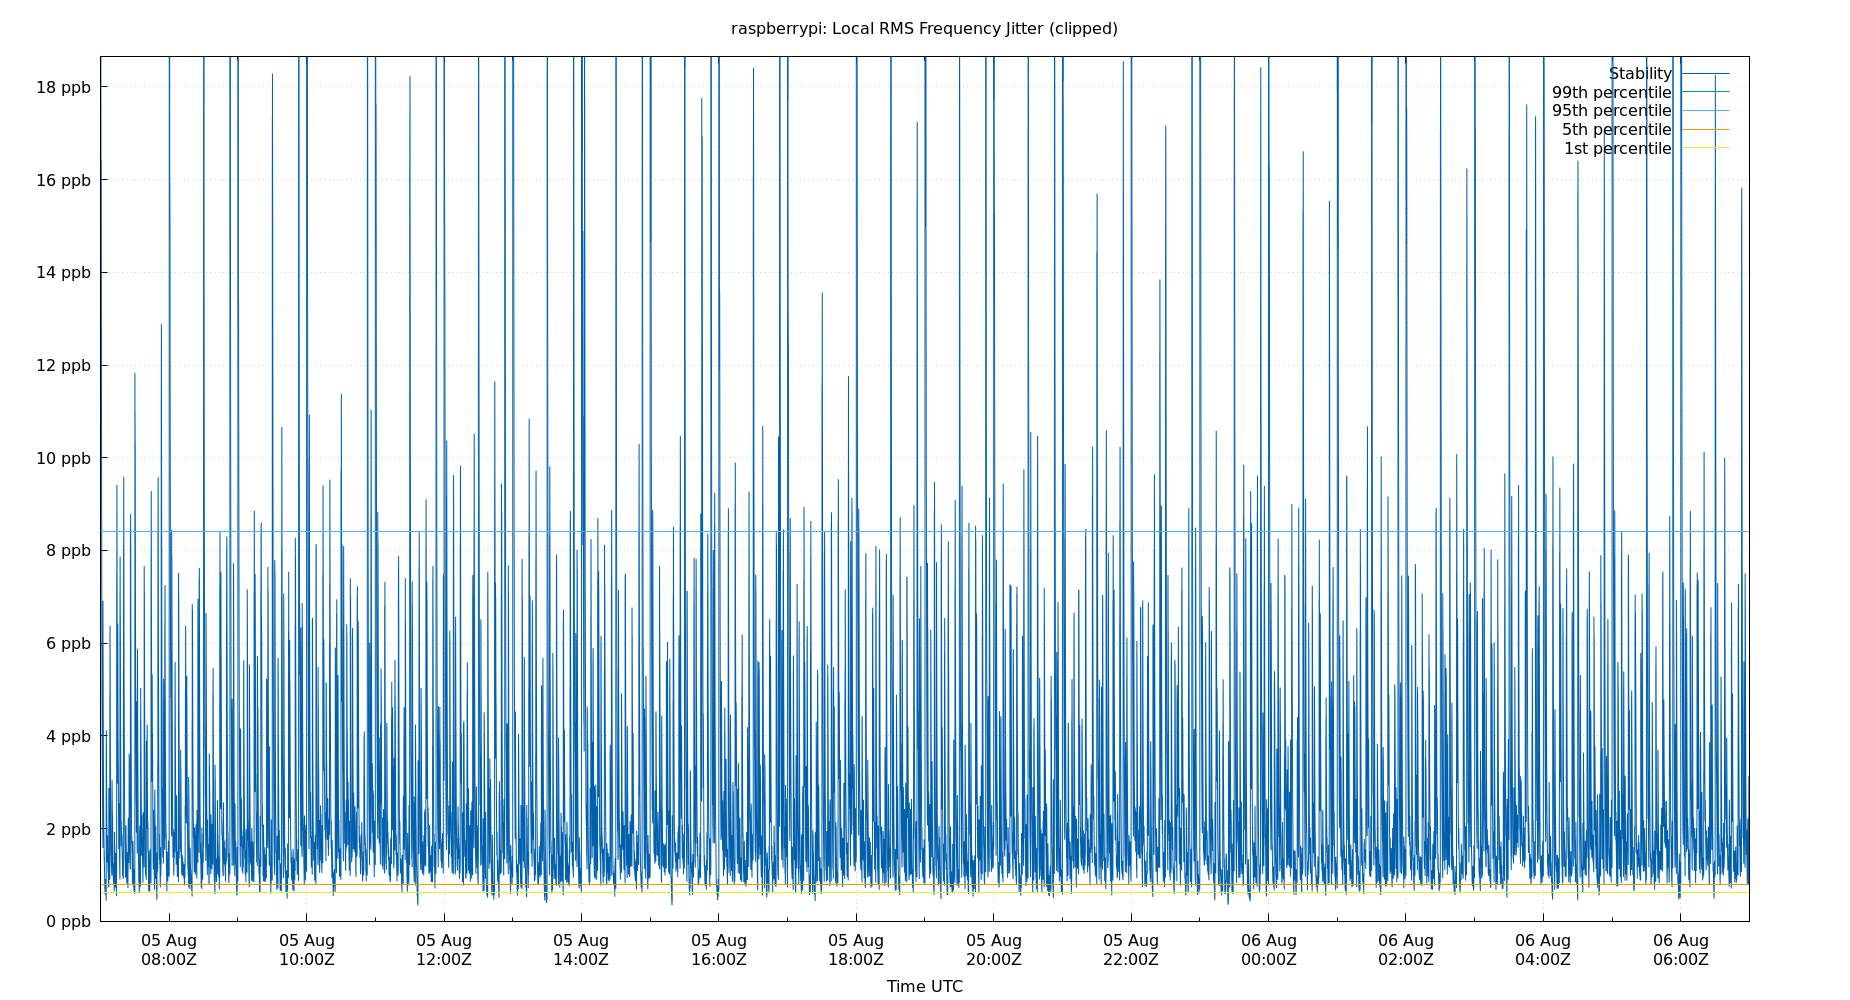 raspberrypi: Local RMS Frequency Jitter (clipped)
18 ppb
16 ppb
14 ppb
12 ppb
10 ppb
8 ppb
6 ppb
4 ppb
2 ppb
0 ppb
Stability
99th percentile
95th percentile
5th percentile
1st percentile
05 Aug 05 Aug 05 Aug 05 Aug 05 Aug 05 Aug 05 Aug 05 Aug 06 Aug 06 Aug 06 Aug 06 Aug
08:00Z 10:00Z 12:00Z 14:00Z 16:00Z 18:00Z 20:00Z 22:00Z 00:00Z 02:00Z 04:00Z 06:00Z
Time UTC